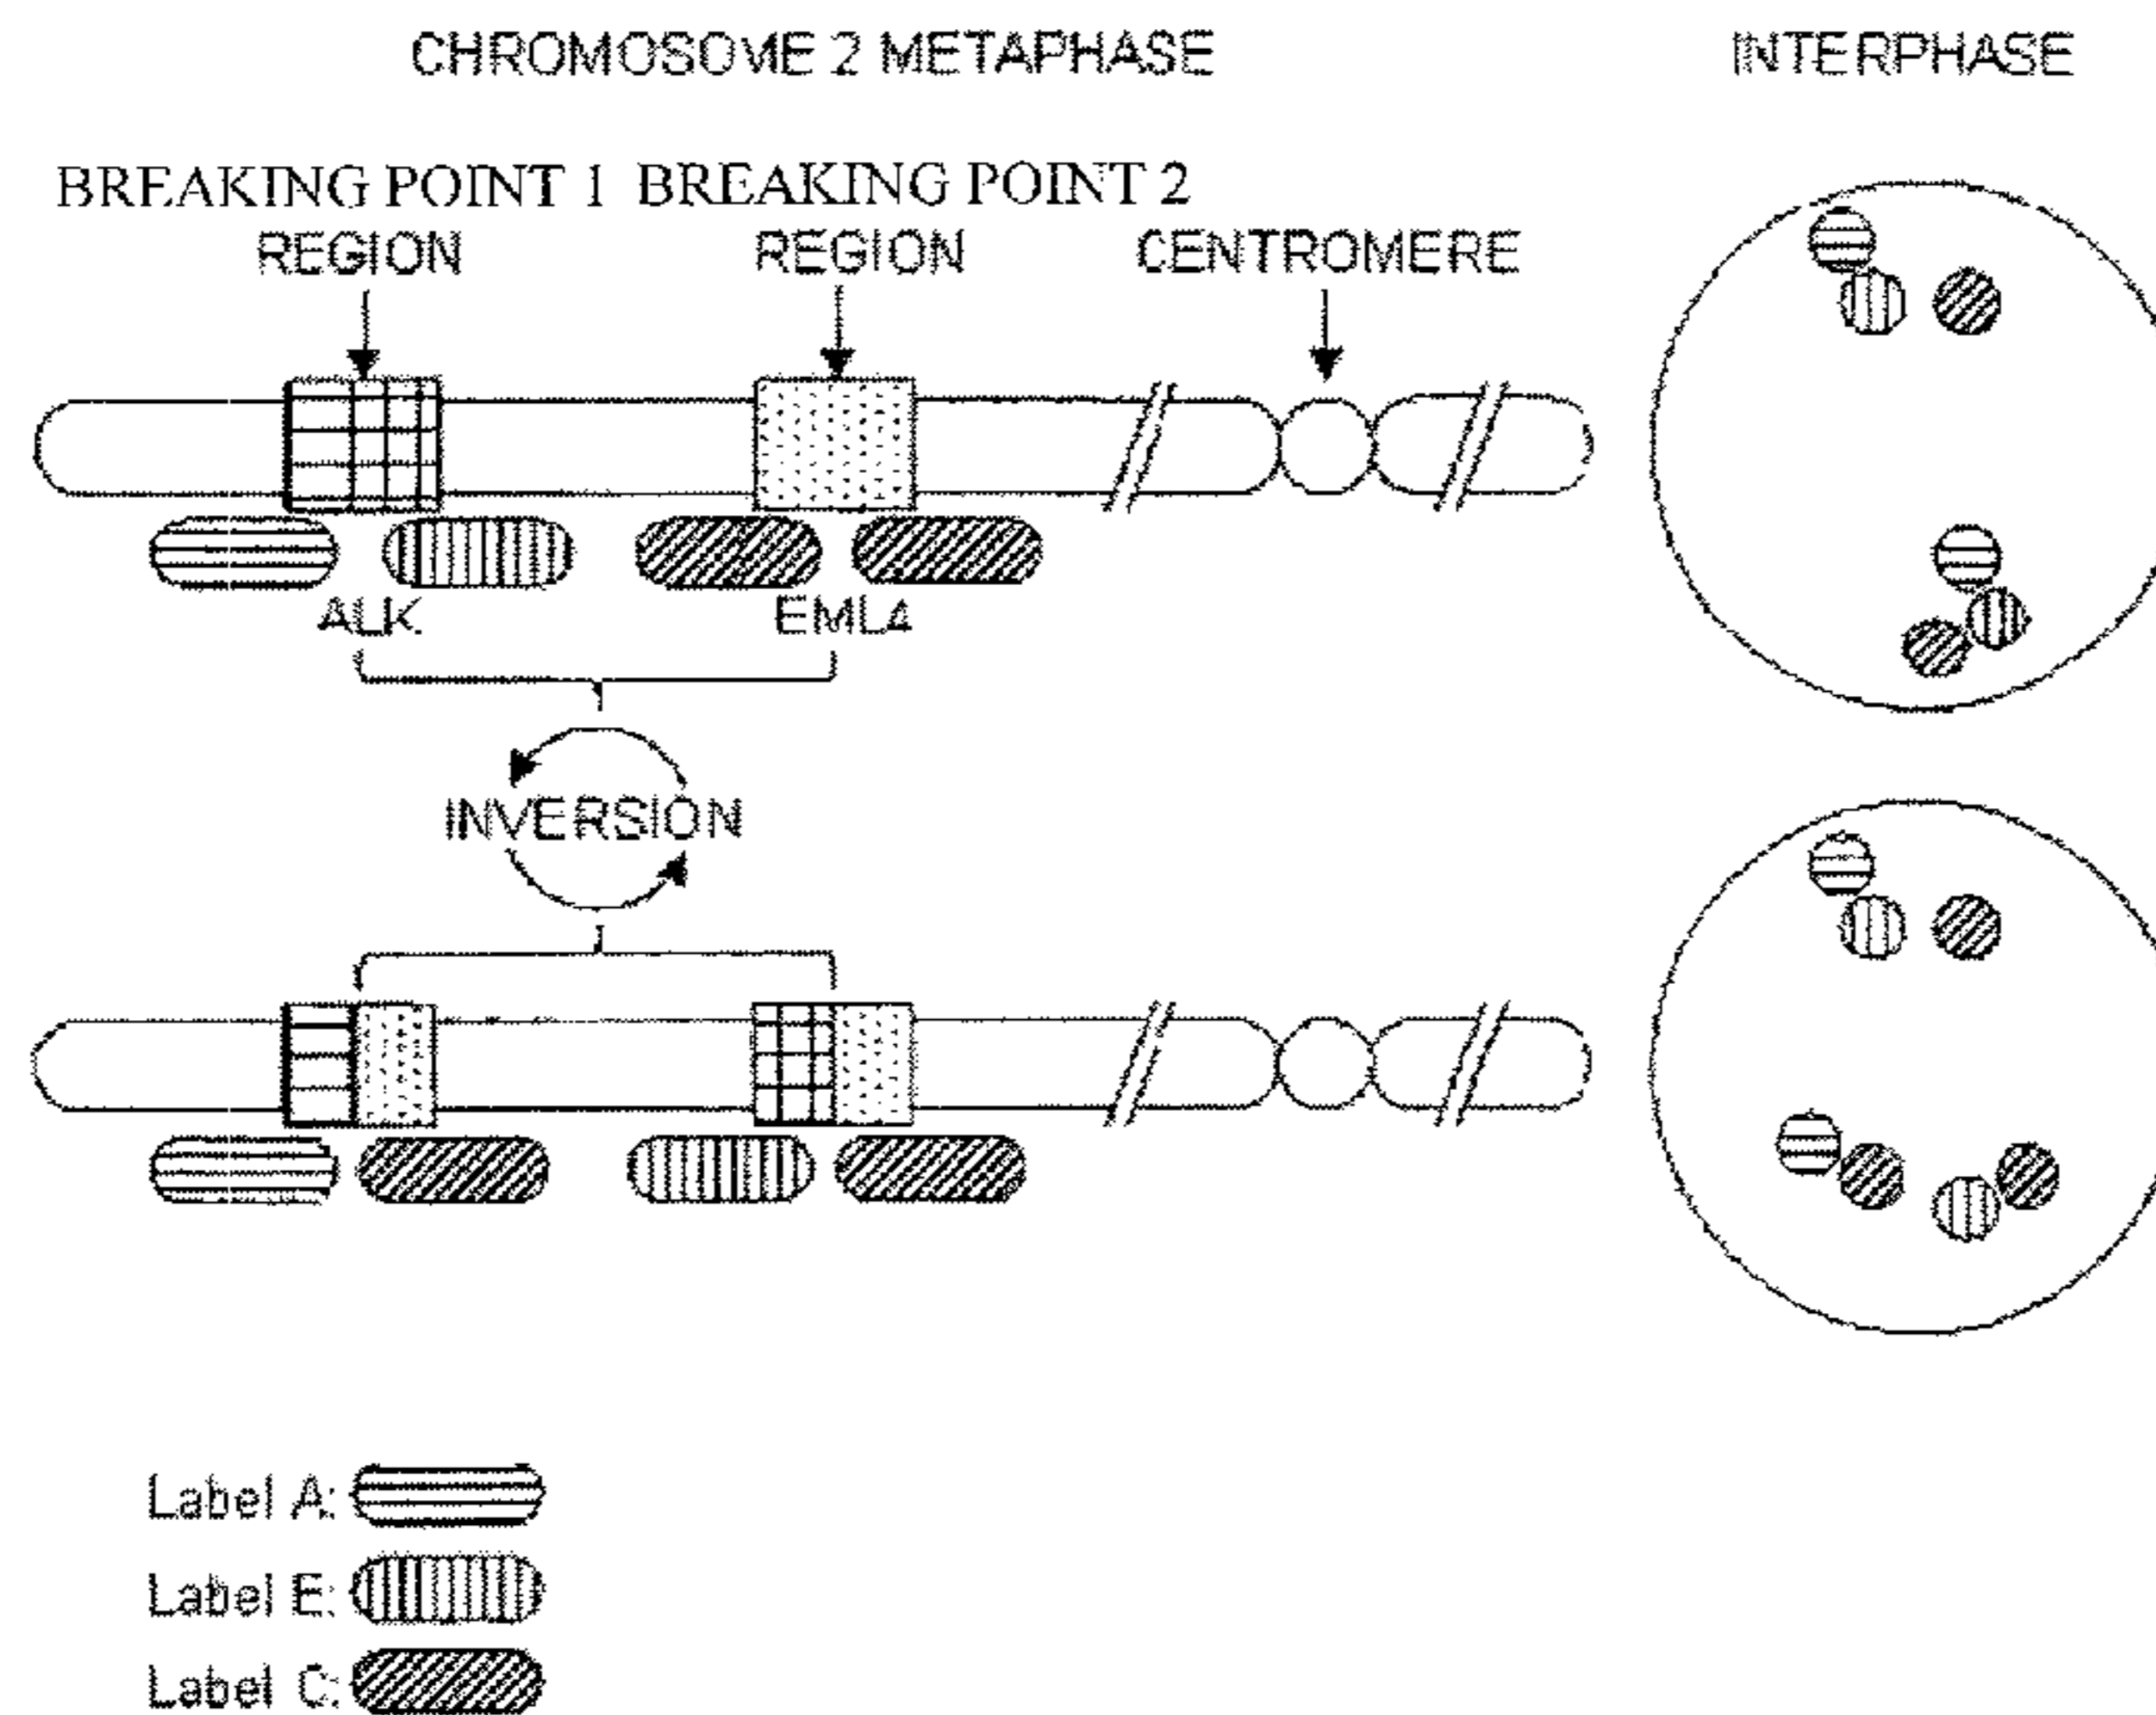 CHROMOSOME 2 METAPHASE
INTERPHASE
BREAKING POINT 1 BREAKING POINT 2
REGION REGION CENTROMERE
ALK EML4
INVERSION
Label A:
Label E:
Label C: